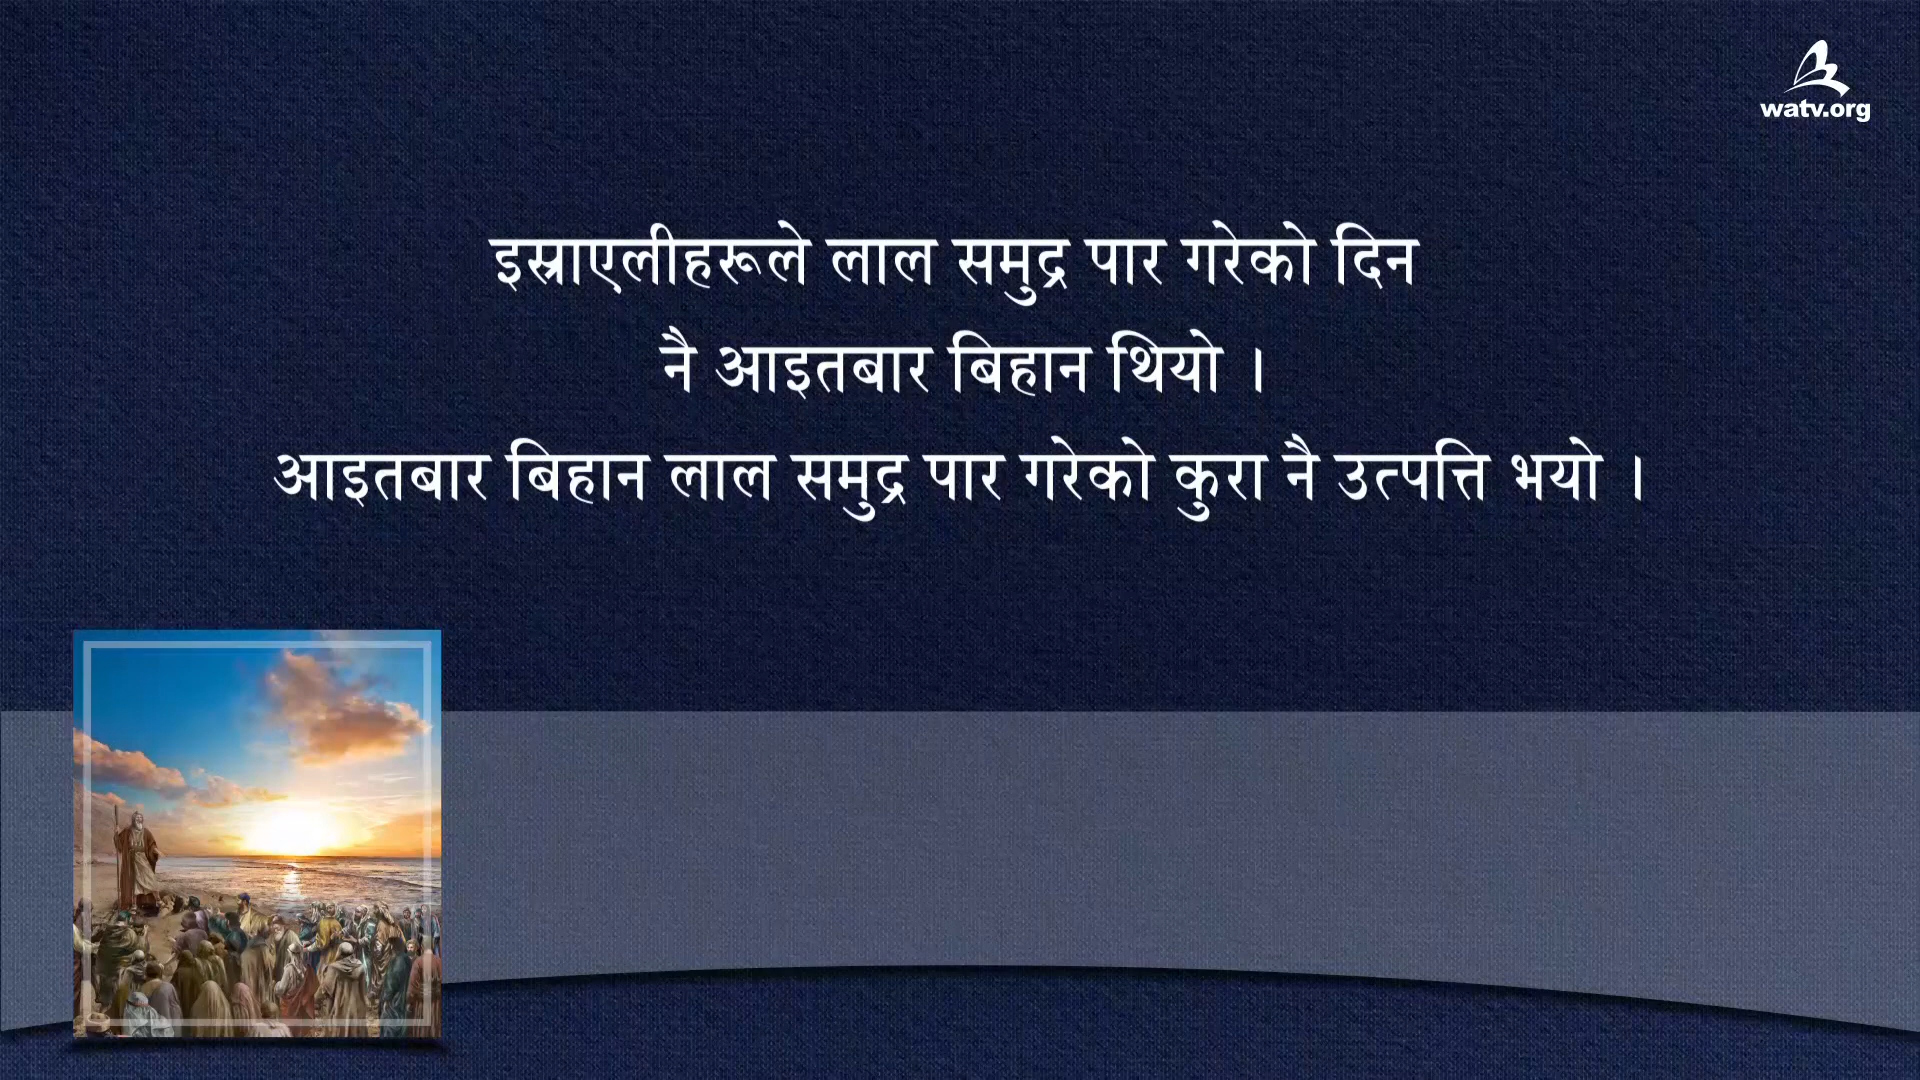 watv.org
इस्राएलीहरूले लाल समुद्र पार गरेको दिन
नै आइतबार बिहान थियो ।
आइतबार बिहान लाल समुद्र पार गरेको कुरा नै उत्पत्ति भयो ।